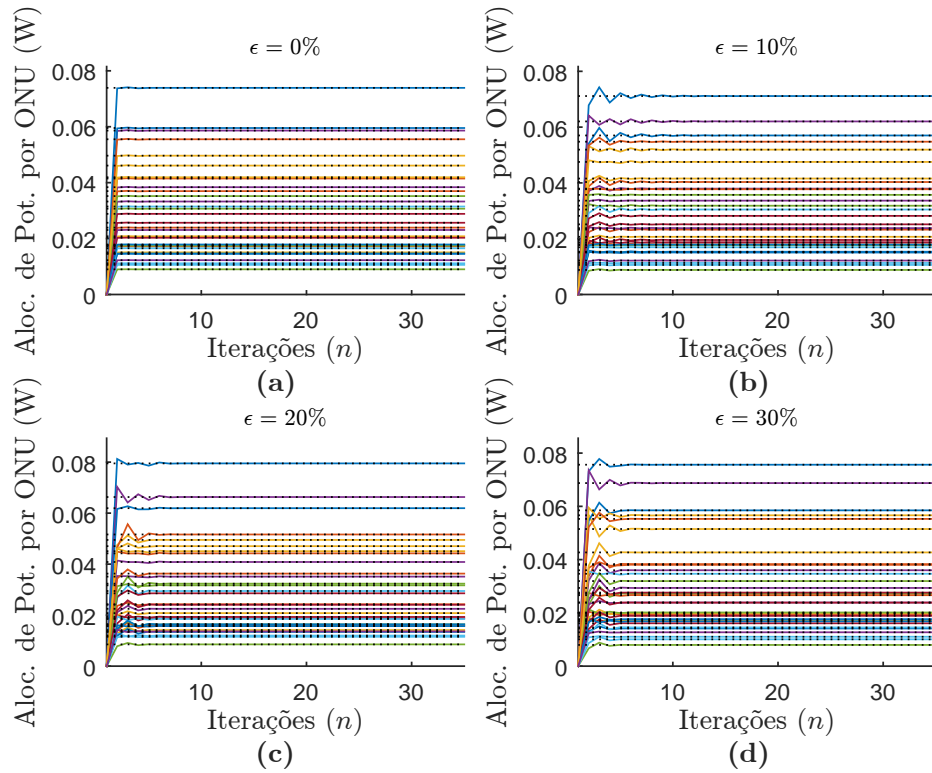 ϵ = 0%
Aloc. de Pot. por ONU (W)
0.08
0.06
0.04
0.02
0
10
20
30
Iterações (n)
(a)
ϵ = 10%
Aloc. de Pot. por ONU (W)
0.08
0.06
0.04
0.02
0
10
20
30
Iterações (n)
(b)
ϵ = 20%
Aloc. de Pot. por ONU (W)
0.08
0.06
0.04
0.02
0
10
20
30
Iterações (n)
(c)
ϵ = 30%
Aloc. de Pot. por ONU (W)
0.08
0.06
0.04
0.02
0
10
20
30
Iterações (n)
(d)